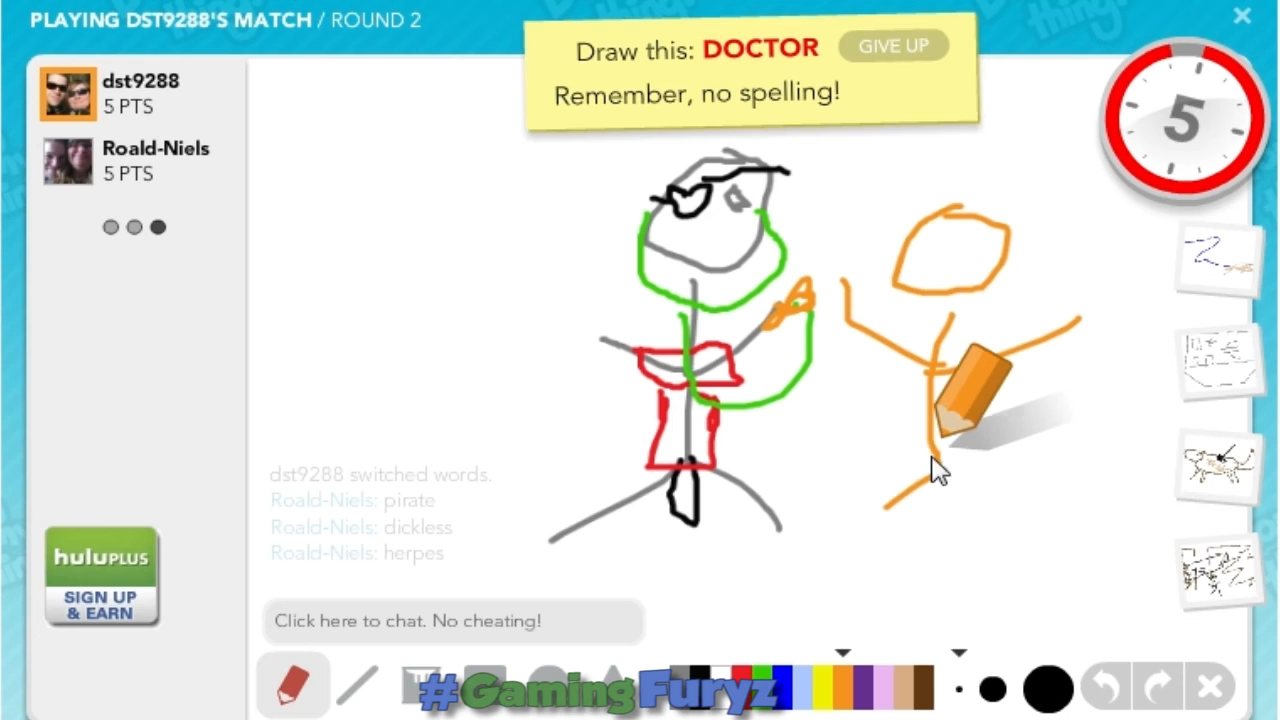 PLAYING DST9288'S MATCH / ROUND 2
Draw this: DOCTOR
GIVE UP
Remember, no spelling!
5
dst9288
5 PTS
Roald-Niels
5 PTS
dst9288 switched words.
Roald-Niels: pirate
Roald-Niels: dickless
Roald-Niels: herpes
huluPLUS
SIGN UP
& EARN
Click here to chat. No cheating!
#GamingFuryz